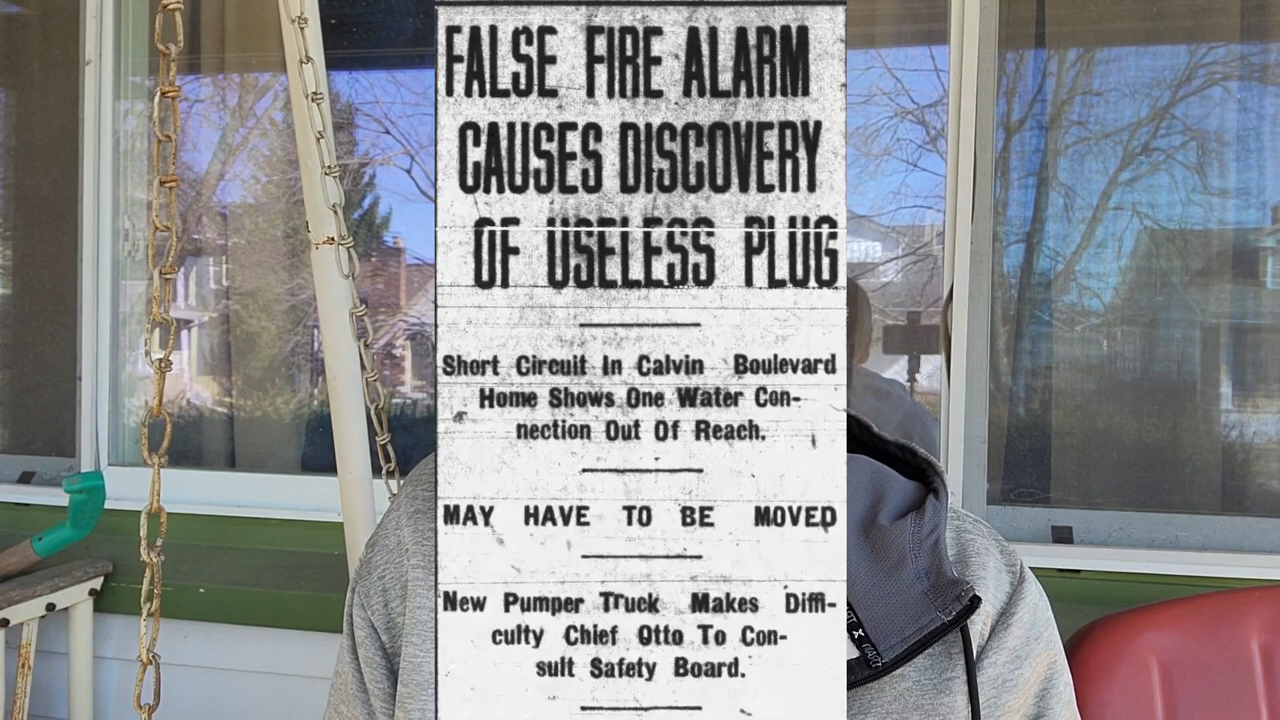 FALSE FIRE ALARM
CAUSES DISCOVERY
OF USELESS PLUG
Short Circuit In Calvin Boulevard
Home Shows One Water Con-
nection Out Of Reach.
MAY HAVE TO BE MOVED
New Pumper Truck Makes Diffi-
culty Chief Otto To Con-
sult Safety Board.